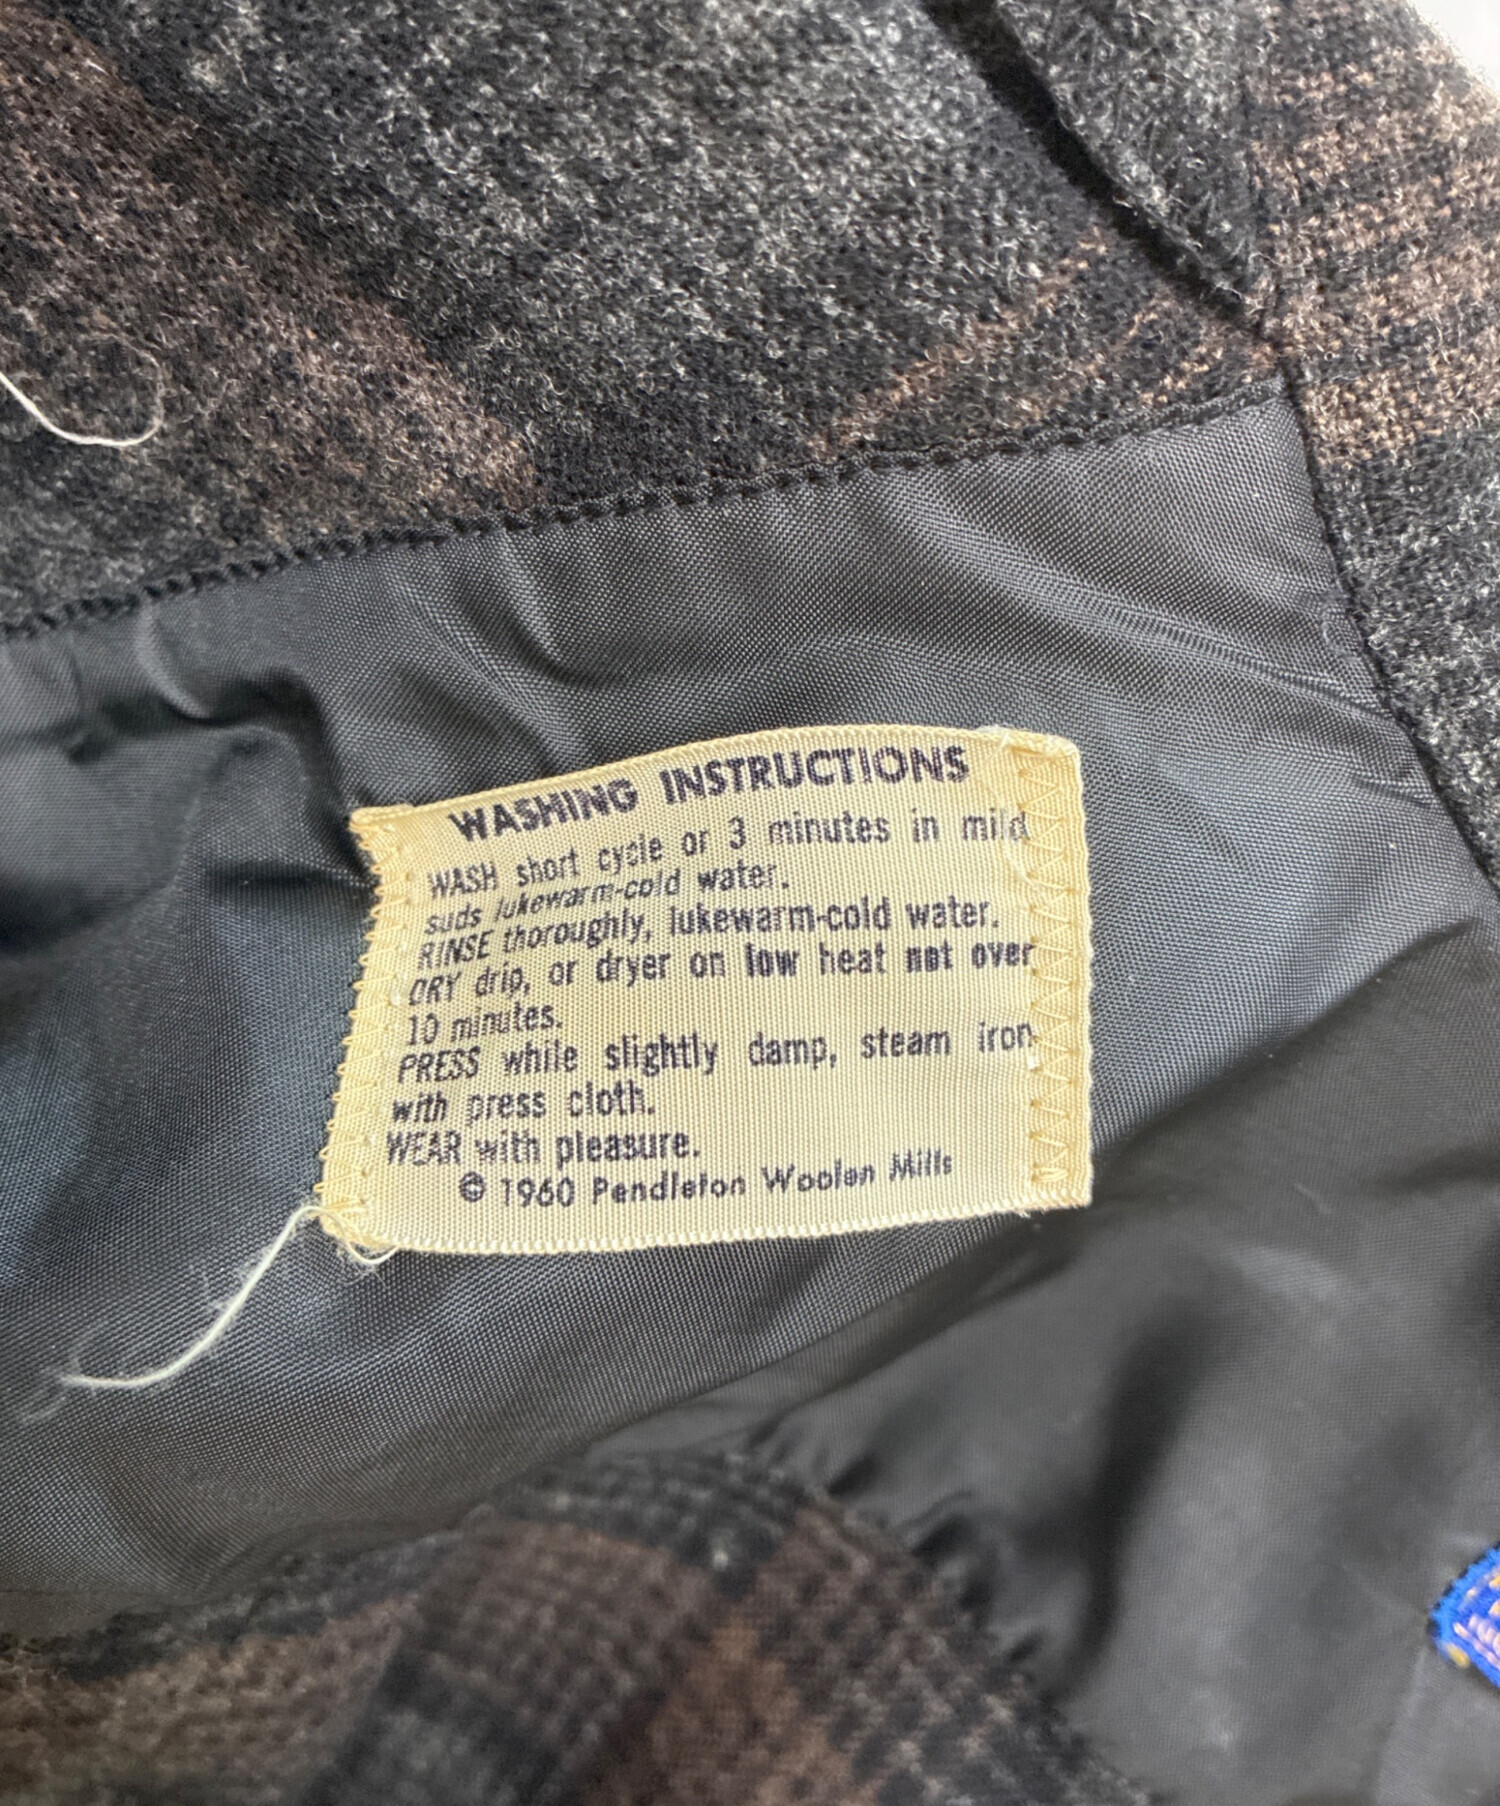 WASHING INSTRUCTIONS
WASH short cycle or 3 minutes in mild
suds lukewarm-cold water.
RINSE thoroughly, lukewarm-cold water.
DRY drip, or dryer on low heat not over
10 minutes.
PRESS while slightly damp, steam iron
with press cloth.
WEAR with pleasure.
© 1960 Pendleton Woolen Mills